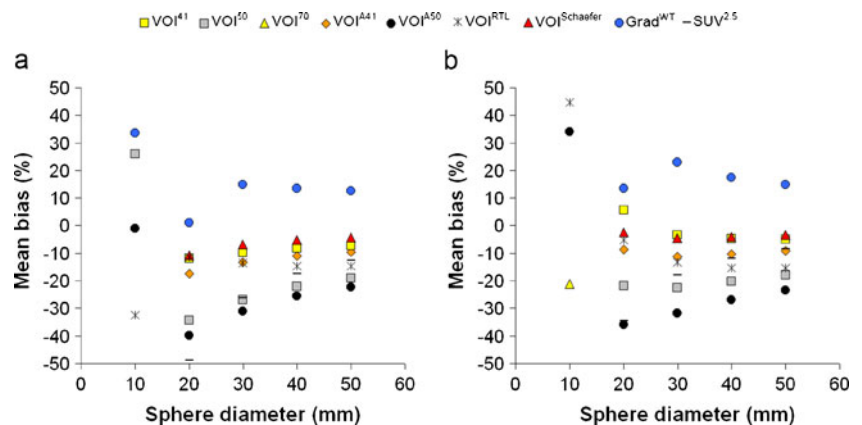 VOI41 VOI50 VOI70 VOIA41 VOIA50 VOIRTL VOISchaefer GradWT SUV2.5
a b
Mean bias (%)
50
40
30
20
10
0
-10
-20
-30
-40
-50
0 10 20 30 40 50 60
Sphere diameter (mm)
Mean bias (%)
50
40
30
20
10
0
-10
-20
-30
-40
-50
0 10 20 30 40 50 60
Sphere diameter (mm)